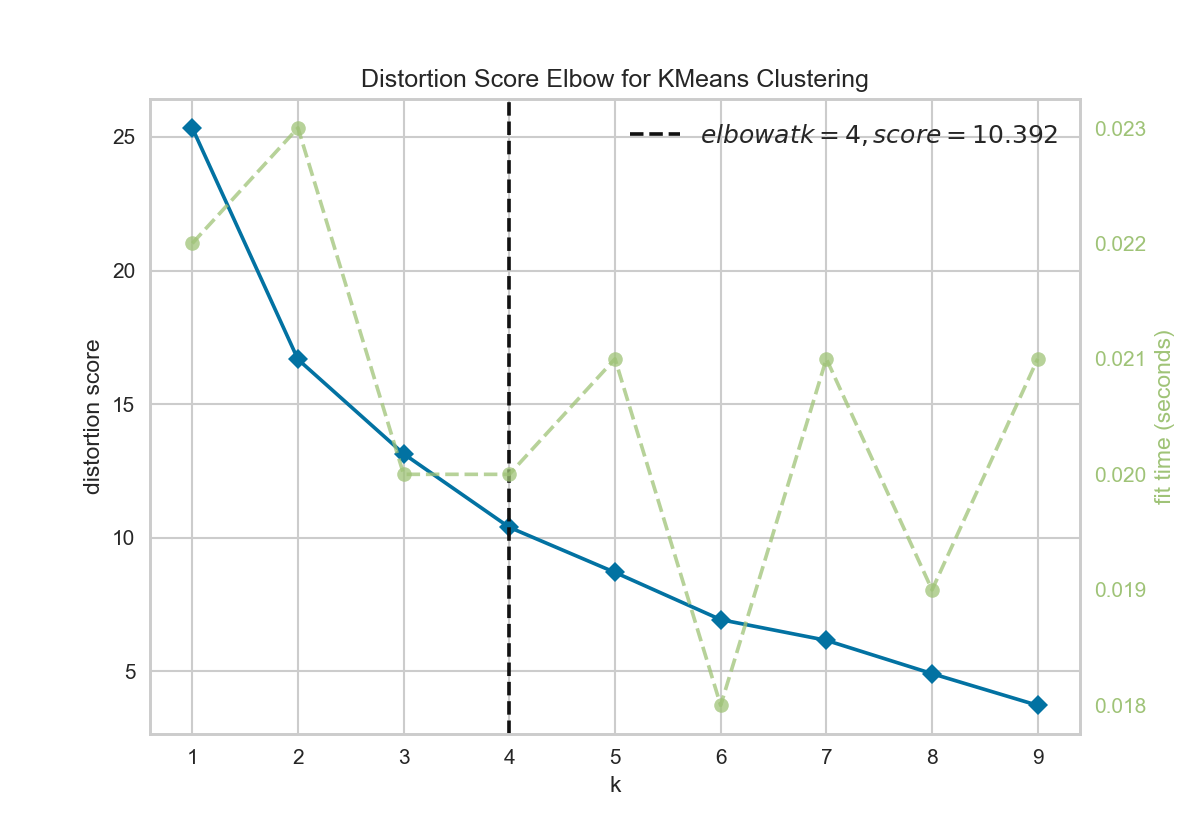 Distortion Score Elbow for KMeans Clustering
elbowatk = 4, score = 10.392
25
20
15
10
5
distortion score
0.023
0.022
0.021
0.020
0.019
0.018
fit time (seconds)
1 2 3 4 5 6 7 8 9
k